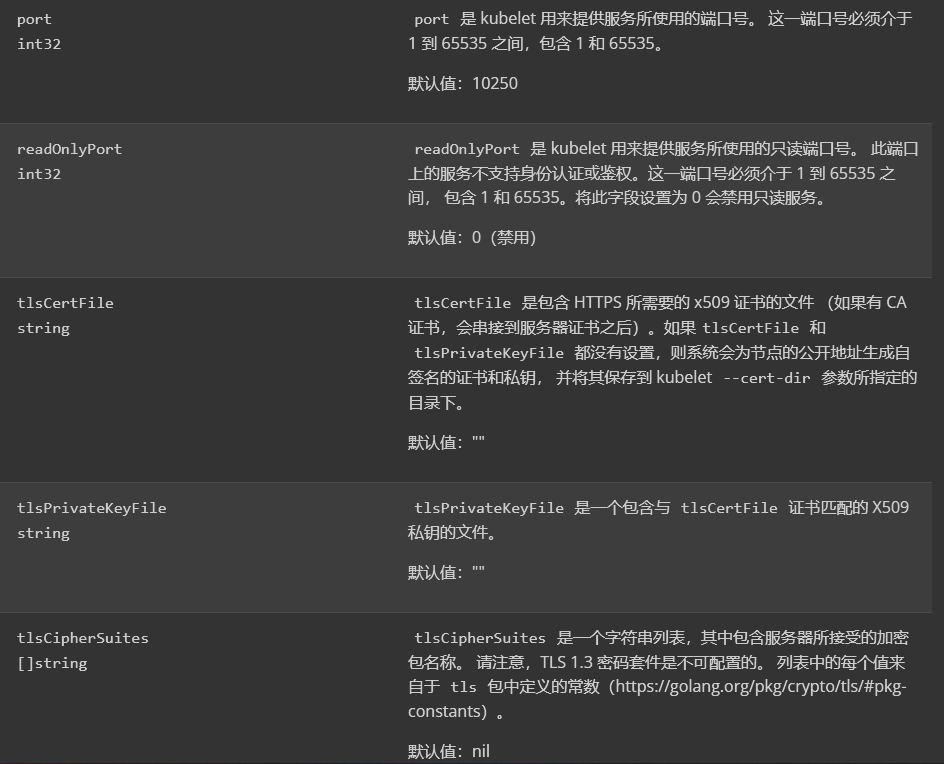 port
int32
port 是 kubelet 用来提供服务所使用的端口号。 这一端口号必须介于
1 到 65535 之间，包含 1 和 65535。
默认值：10250
readOnlyPort
int32
readOnlyPort 是 kubelet 用来提供服务所使用的只读端口号。 此端口
上的服务不支持身份认证或鉴权。这一端口号必须介于 1 到 65535 之
间， 包含 1 和 65535。将此字段设置为 0 会禁用只读服务。
默认值：0（禁用）
tlsCertFile
string
tlsCertFile 是包含 HTTPS 所需要的 x509 证书的文件 （如果有 CA
证书，会串接到服务器证书之后）。如果 tlsCertFile 和
tlsPrivateKeyFile 都没有设置，则系统会为节点的公开地址生成自
签名的证书和私钥， 并将其保存到 kubelet --cert-dir 参数所指定的
目录下。
默认值：""
tlsPrivateKeyFile
string
tlsPrivateKeyFile 是一个包含与 tlsCertFile 证书匹配的 X509
私钥的文件。
默认值：""
tlsCipherSuites
[]string
tlsCipherSuites 是一个字符串列表，其中包含服务器所接受的加密
包名称。 请注意，TLS 1.3 密码套件是不可配置的。 列表中的每个值来
自于 tls 包中定义的常数（https://golang.org/pkg/crypto/tls/#pkg-
constants）。
默认值：nil